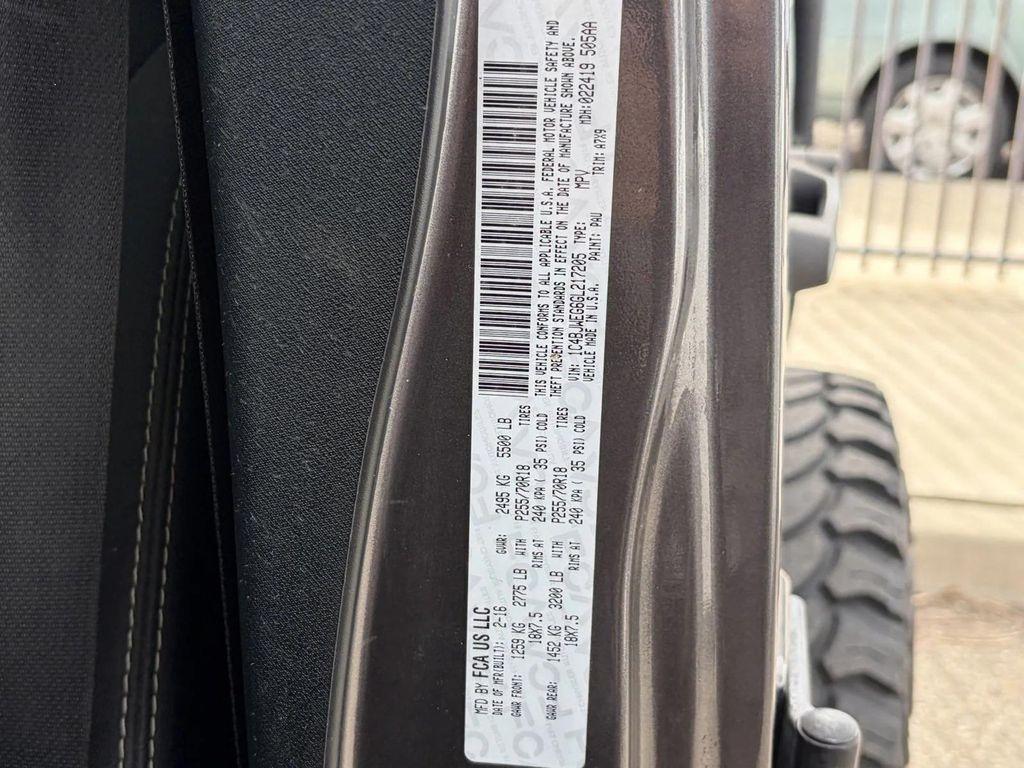 MFD BY FCA US LLC
DATE OF MFR(BUILT): 2-16 GVWR: 2495 KG 5500 LB
GAWR FRONT: 1259 KG 2775 LB WITH P255/70R18 TIRES
18X7.5 RIMS AT 240 KPA ( 35 PSI) COLD
GAWR REAR: 1452 KG 3200 LB WITH P255/70R18 TIRES
18X7.5 RIMS AT 240 KPA ( 35 PSI) COLD
THIS VEHICLE CONFORMS TO ALL APPLICABLE U.S.A. FEDERAL MOTOR VEHICLE SAFETY AND
THEFT PREVENTION STANDARDS IN EFFECT ON THE DATE OF MANUFACTURE SHOWN ABOVE.
VIN: 1C4BJWEG6GL217205 TYPE: MPV MDH:022419 505AA
VEHICLE MADE IN U.S.A. PAINT: PAU TRIM: A7X9